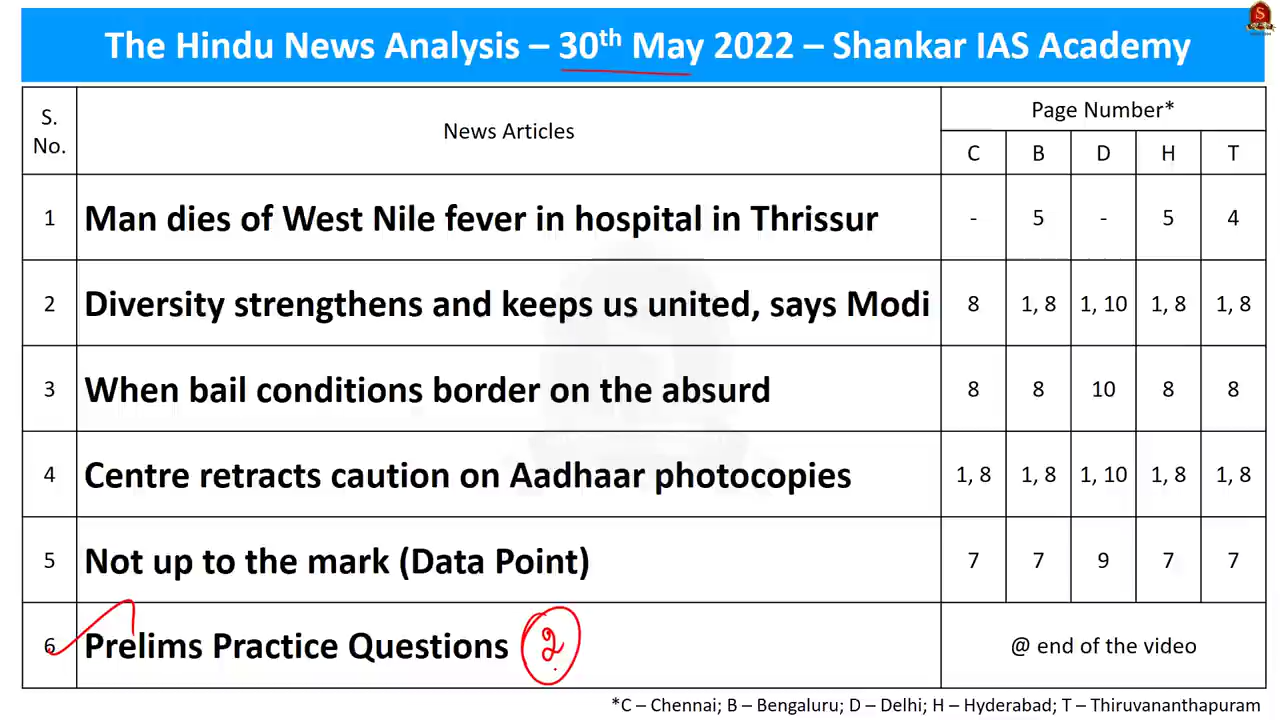 The Hindu News Analysis – 30th May 2022 – Shankar IAS Academy
S. No. News Articles Page Number*
C B D H T
1 Man dies of West Nile fever in hospital in Thrissur - 5 - 5 4
2 Diversity strengthens and keeps us united, says Modi 8 1, 8 1, 10 1, 8 1, 8
3 When bail conditions border on the absurd 8 8 10 8 8
4 Centre retracts caution on Aadhaar photocopies 1, 8 1, 8 1, 10 1, 8 1, 8
5 Not up to the mark (Data Point) 7 7 9 7 7
6 Prelims Practice Questions 2 @ end of the video
*C – Chennai; B – Bengaluru; D – Delhi; H – Hyderabad; T – Thiruvananthapuram